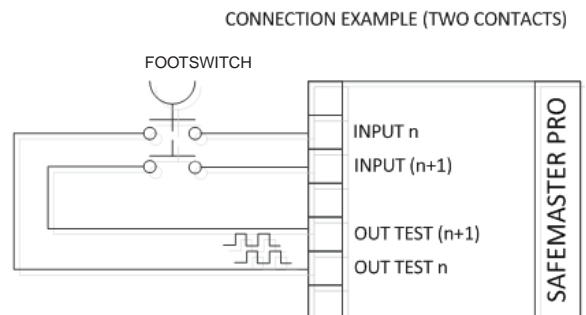 CONNECTION EXAMPLE (TWO CONTACTS)
FOOTSWITCH
INPUT n
INPUT (n+1)
OUT TEST (n+1)
OUT TEST n
SAFEMASTER PRO